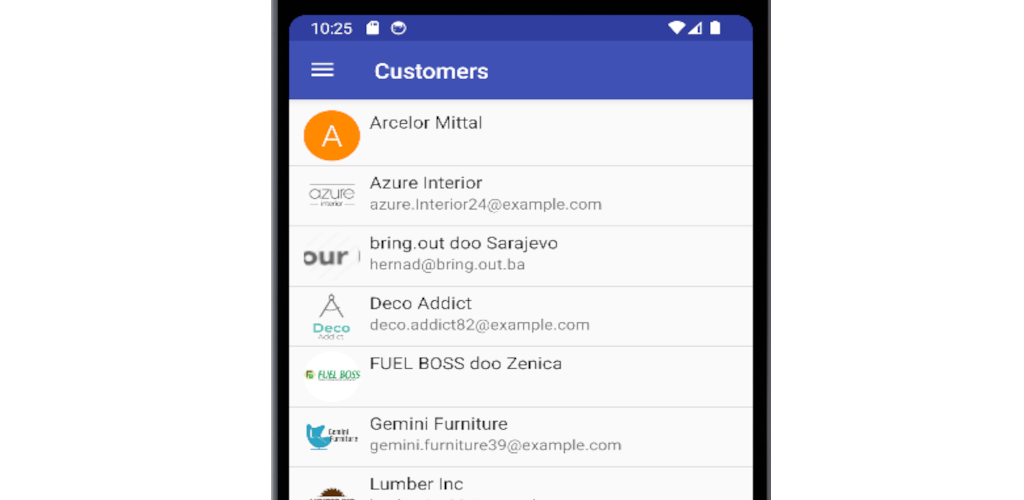 10:25
Customers
A
Arcelor Mittal
azure
interior
Azure Interior
azure.Interior24@example.com
our
bring.out doo Sarajevo
hernad@bring.out.ba
Deco
Addict
Deco Addict
deco.addict82@example.com
FUEL BOSS
FUEL BOSS doo Zenica
Gemini
Furniture
Gemini Furniture
gemini.furniture39@example.com
Lumber Inc